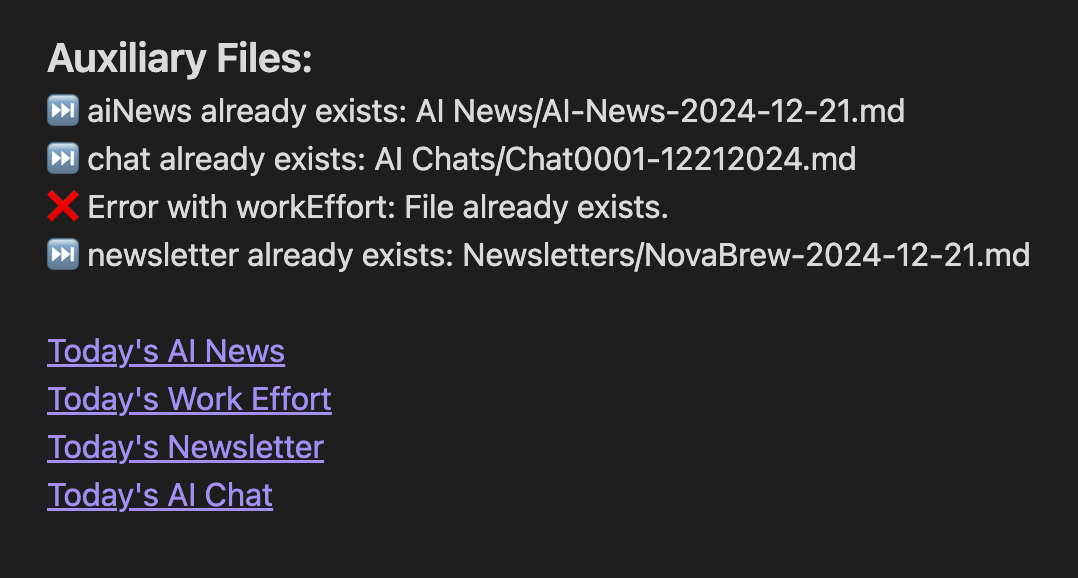 Auxiliary Files:
⏭️ aiNews already exists: AI News/AI-News-2024-12-21.md
⏭️ chat already exists: AI Chats/Chat0001-12212024.md
❌ Error with workEffort: File already exists.
⏭️ newsletter already exists: Newsletters/NovaBrew-2024-12-21.md
Today's AI News
Today's Work Effort
Today's Newsletter
Today's AI Chat